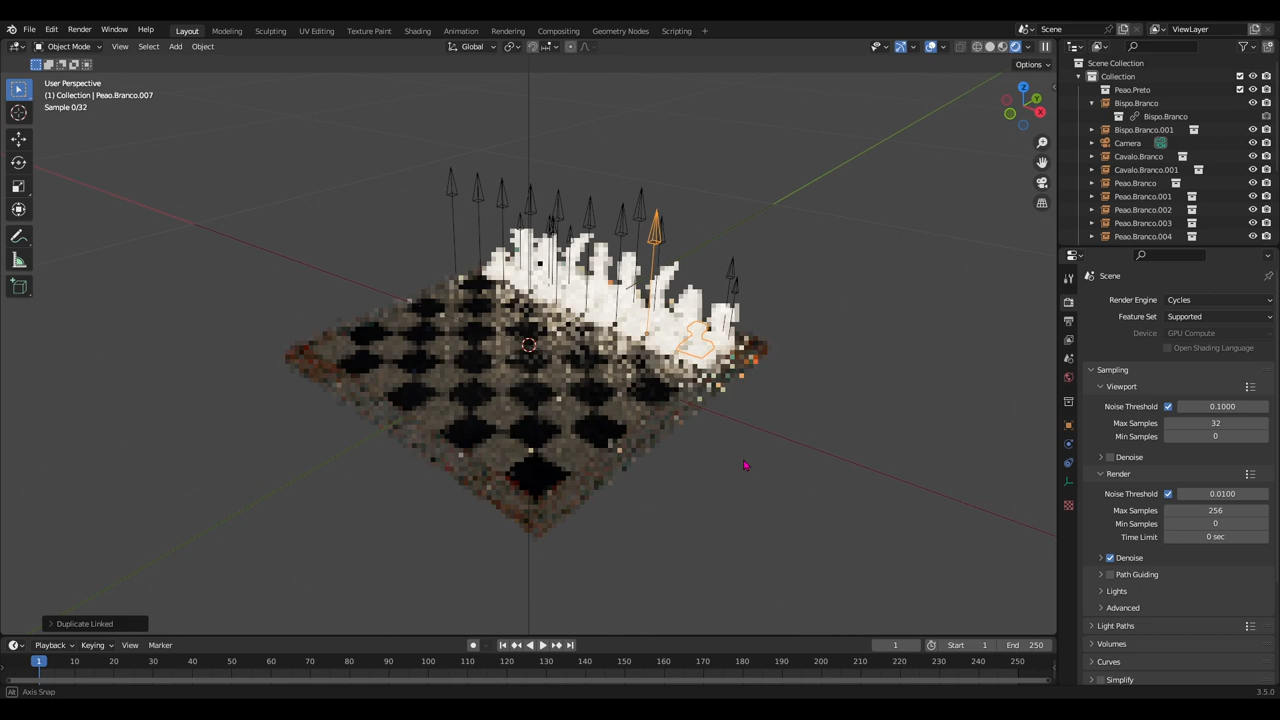 File Edit Render Window Help Layout Modeling Sculpting UV Editing Texture Paint Shading Animation Rendering Compositing Geometry Nodes Scripting Scene ViewLayer
Object Mode View Select Add Object Global
Options
User Perspective
(1) Collection | Peao.Branco.007
Sample 0/32
Z
Y
X
Scene Collection
Collection
Peao.Preto
Bispo.Branco
Bispo.Branco
Bispo.Branco.001
Camera
Cavalo.Branco
Cavalo.Branco.001
Peao.Branco
Peao.Branco.001
Peao.Branco.002
Peao.Branco.003
Peao.Branco.004
Scene
Render Engine Cycles
Feature Set Supported
Device GPU Compute
Open Shading Language
Sampling
Viewport
Noise Threshold 0.1000
Max Samples 32
Min Samples 0
Denoise
Render
Noise Threshold 0.0100
Max Samples 256
Min Samples 0
Time Limit 0 sec
Denoise
Path Guiding
Lights
Advanced
Light Paths
Volumes
Curves
Simplify
Duplicate Linked
Playback Keying View Marker 1 Start 1 End 250
1 10 20 30 40 50 60 70 80 90 100 110 120 130 140 150 160 170 180 190 200 210 220 230 240 250
Alt Axis Snap 3.5.0